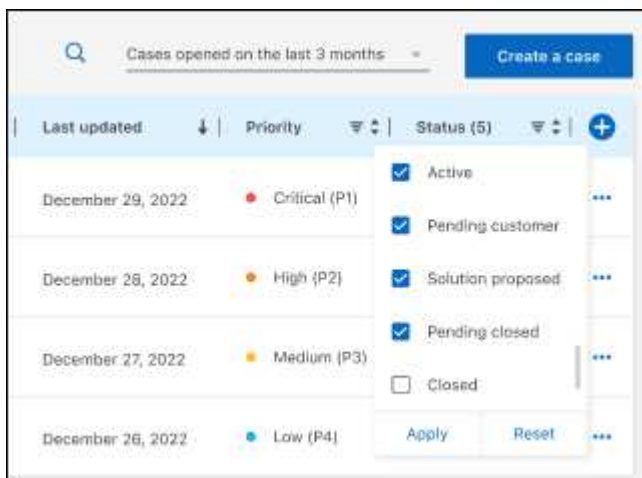 Cases opened on the last 3 months
Create a case
Last updated
Priority
Status (5)
Active
December 29, 2022
Critical (P1)
Pending customer
December 28, 2022
High (P2)
Solution proposed
Pending closed
December 27, 2022
Medium (P3)
Closed
December 26, 2022
Low (P4)
Apply
Reset